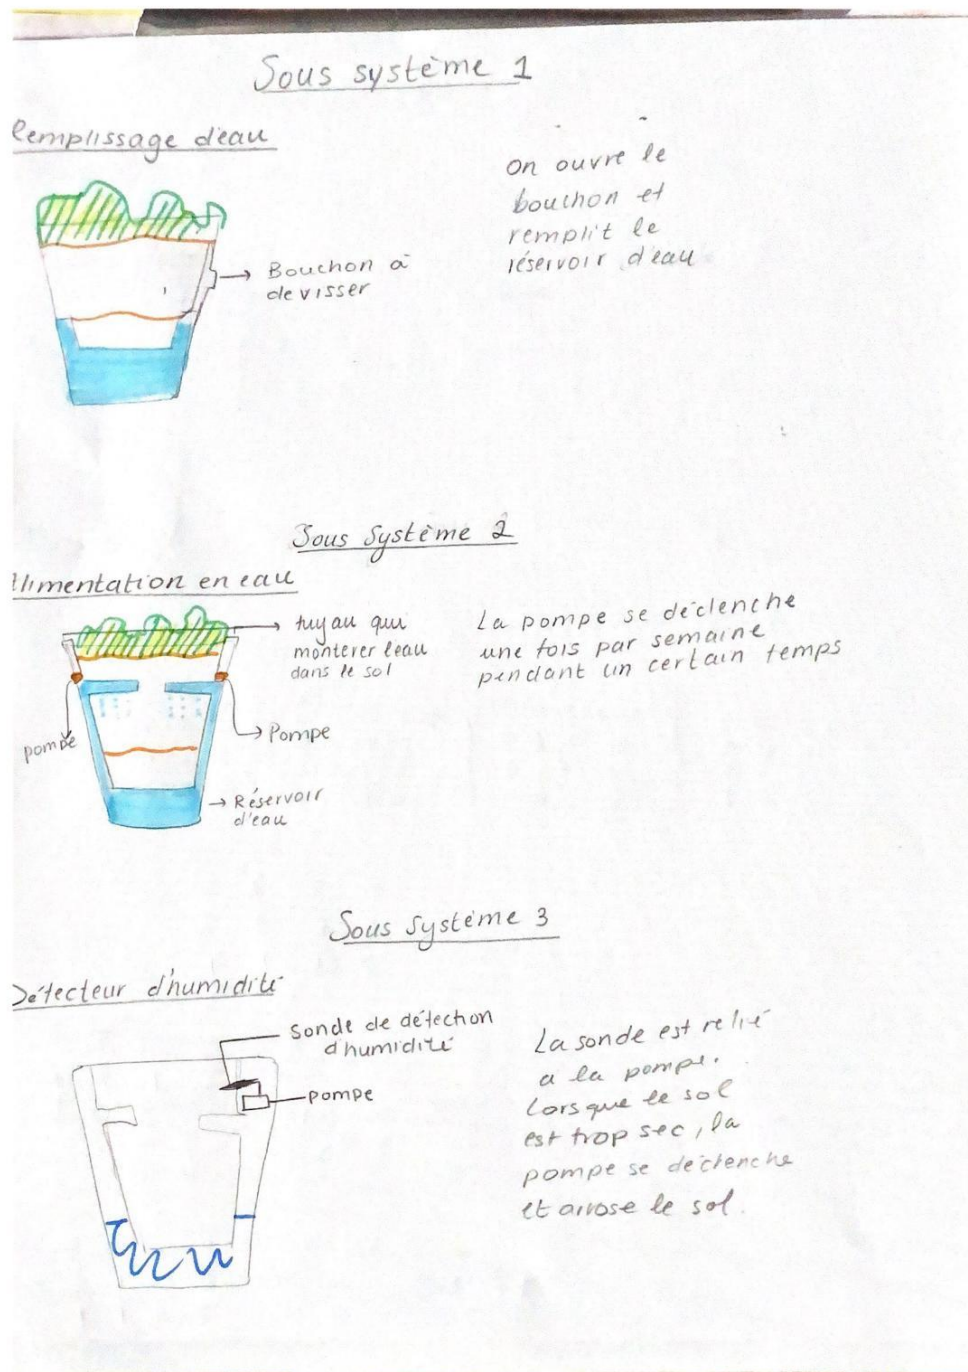 Sous système 1
Remplissage d'eau
On ouvre le
bouchon et
remplit le
réservoir d'eau
Bouchon à
devisser
Sous Système 2
Alimentation en eau
tuyau qui
monterer l'eau
dans le sol
La pompe se déclenche
une fois par semaine
pendant un certain temps
pompe
Pompe
Réservoir
d'eau
Sous Système 3
Détecteur d'humidité
Sonde de détection
d'humidité
pompe
La sonde est relié
a la pompe.
Lorsque le sol
est trop sec, la
pompe se déclenche
et arrose le sol.